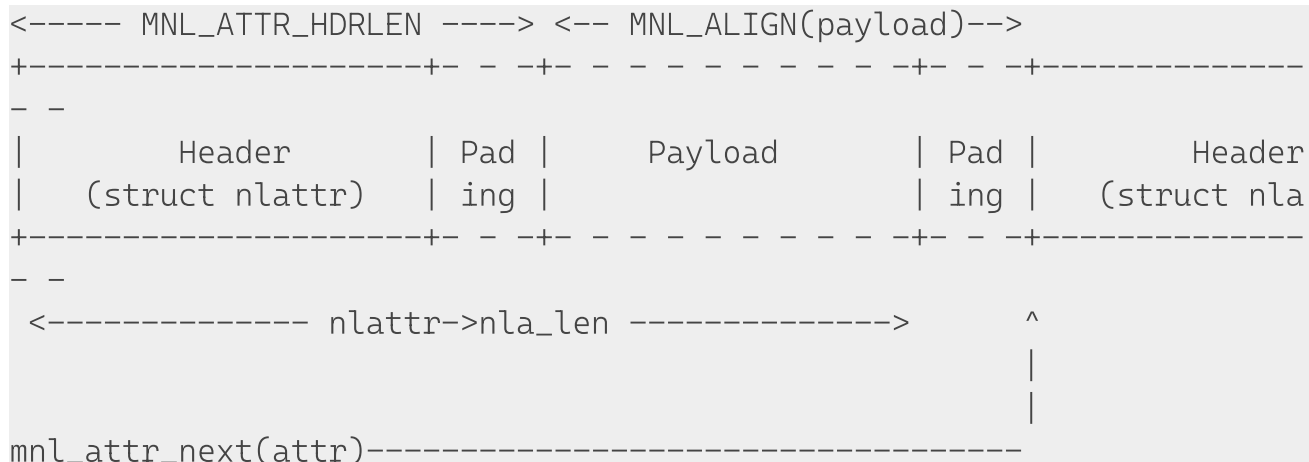 <----- MNL_ATTR_HDRLEN ----> <-- MNL_ALIGN(payload)-->
+---------------------+- - -+- - - - - - - - - -+- - -+--------------
- -
|        Header       | Pad |     Payload       | Pad |        Header
|   (struct nlattr)   | ing |                   | ing |   (struct nla
+---------------------+- - -+- - - - - - - - - -+- - -+--------------
- -
 <-------------- nlattr->nla_len -------------->      ^
                                                      |
                                                      |
mnl_attr_next(attr)-----------------------------------